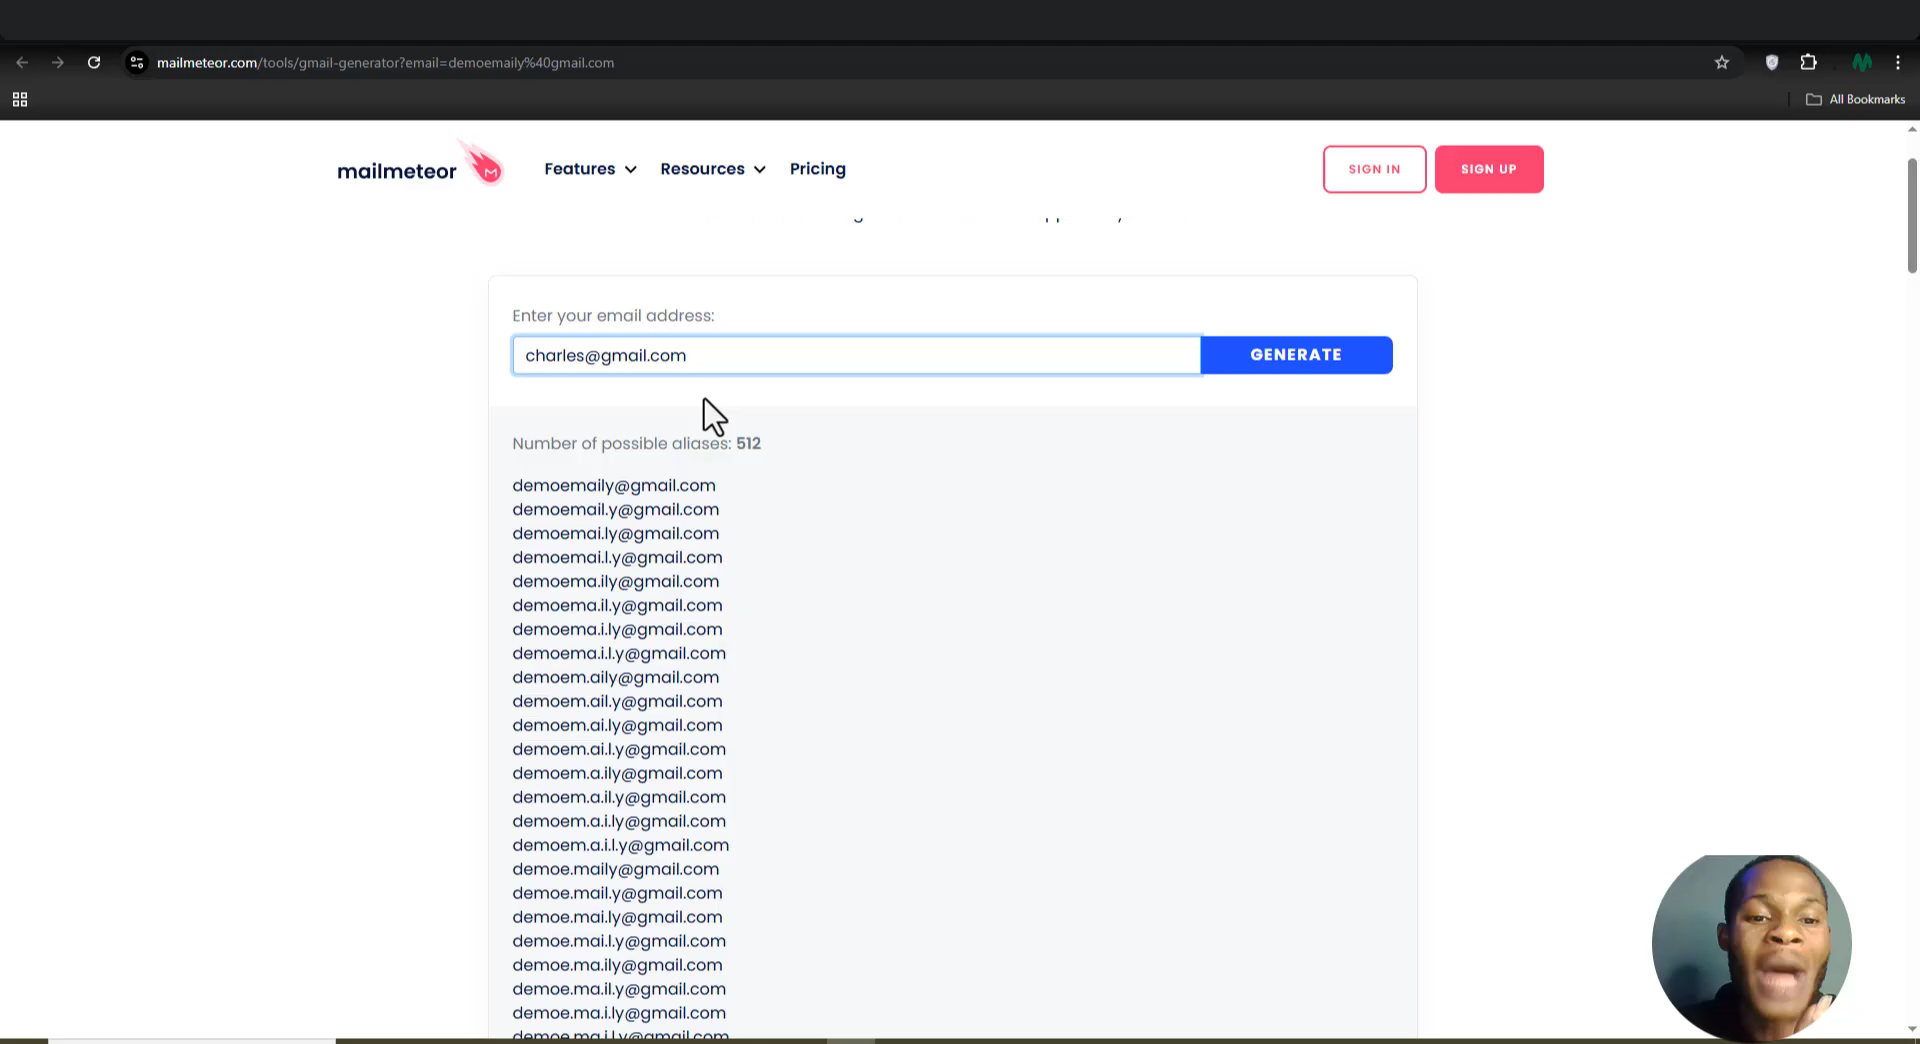 mailmeteor.com/tools/gmail-generator?email=demoemaily%40gmail.com
All Bookmarks
mailmeteor
M
Features
Resources
Pricing
SIGN IN
SIGN UP
Enter your email address:
charles@gmail.com
GENERATE
Number of possible aliases: 512
demoemaily@gmail.com
demoemail.y@gmail.com
demoemai.ly@gmail.com
demoemai.l.y@gmail.com
demoema.ily@gmail.com
demoema.il.y@gmail.com
demoema.i.ly@gmail.com
demoema.i.l.y@gmail.com
demoem.aily@gmail.com
demoem.ail.y@gmail.com
demoem.ai.ly@gmail.com
demoem.ai.l.y@gmail.com
demoem.a.ily@gmail.com
demoem.a.il.y@gmail.com
demoem.a.i.ly@gmail.com
demoem.a.i.l.y@gmail.com
demoe.maily@gmail.com
demoe.mail.y@gmail.com
demoe.mai.ly@gmail.com
demoe.mai.l.y@gmail.com
demoe.ma.ily@gmail.com
demoe.ma.il.y@gmail.com
demoe.ma.i.ly@gmail.com
demoe.ma.i.l.y@gmail.com